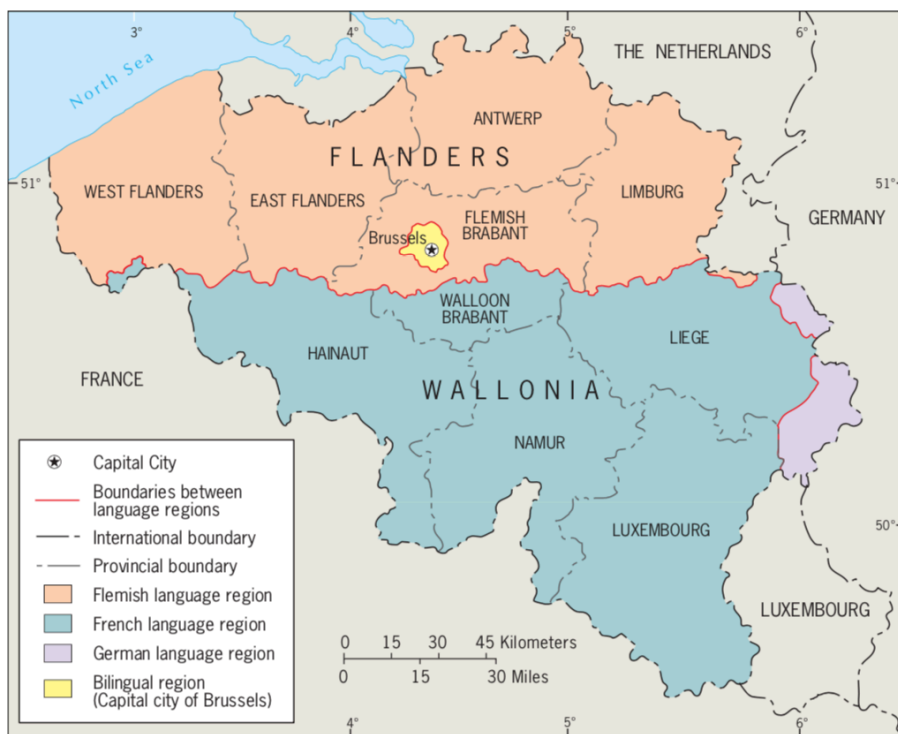 3°
4°
5°
6°
North Sea
THE NETHERLANDS
ANTWERP
FLANDERS
51°
51°
WEST FLANDERS
EAST FLANDERS
LIMBURG
GERMANY
FLEMISH
BRABANT
Brussels
WALLOON
BRABANT
HAINAUT
LIEGE
FRANCE
WALLONIA
NAMUR
LUXEMBOURG
50°
LUXEMBOURG
Capital City
Boundaries between
language regions
International boundary
Provincial boundary
Flemish language region
French language region
German language region
Bilingual region
(Capital city of Brussels)
0 15 30 45 Kilometers
0 15 30 Miles
4°
5°
6°